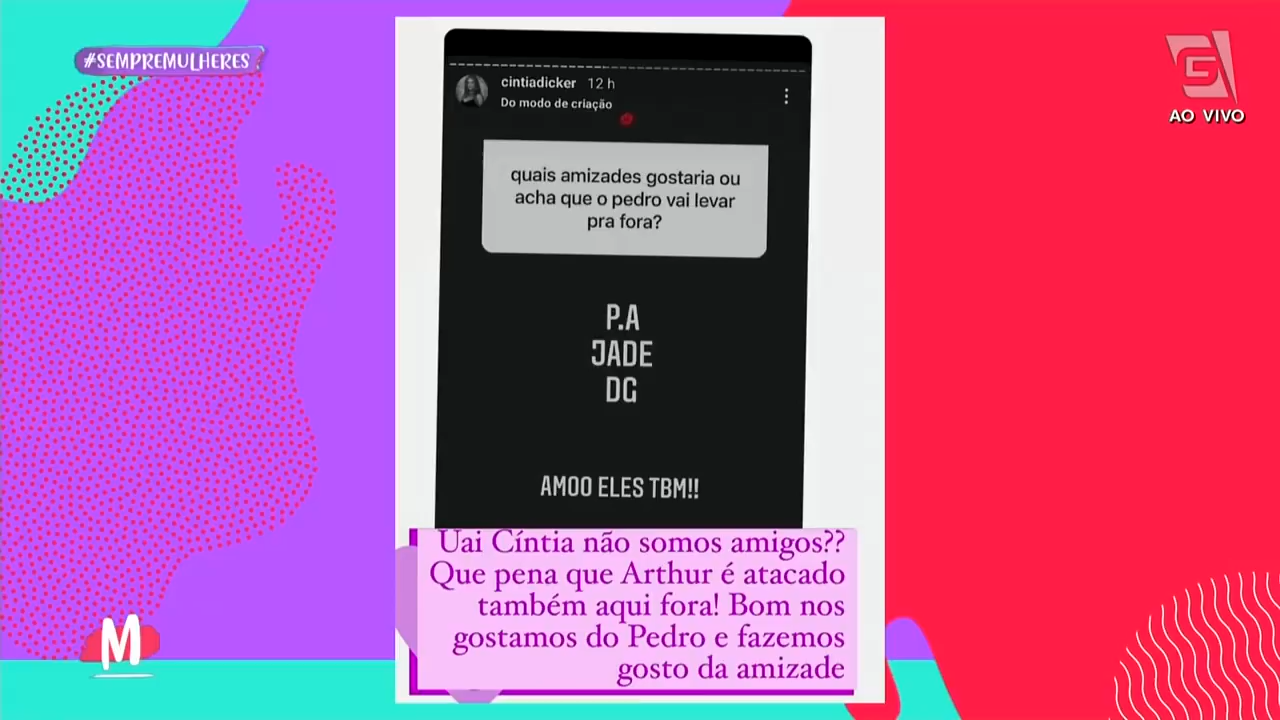 #SEMPREMULHERES
G
AO VIVO
cintiadicker 12 h
Do modo de criação
quais amizades gostaria ou
acha que o pedro vai levar
pra fora?
P.A
JADE
DG
AMOO ELES TBM!!
Uai Cíntia não somos amigos??
Que pena que Arthur é atacado
também aqui fora! Bom nos
gostamos do Pedro e fazemos
gosto da amizade
M